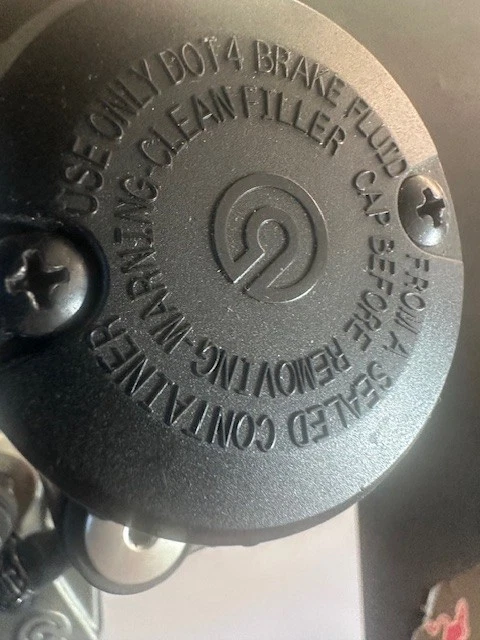 USE ONLY DOT 4 BRAKE FLUID FROM A SEALED CONTAINER
WARNING-CLEAN FILLER CAP BEFORE REMOVING-